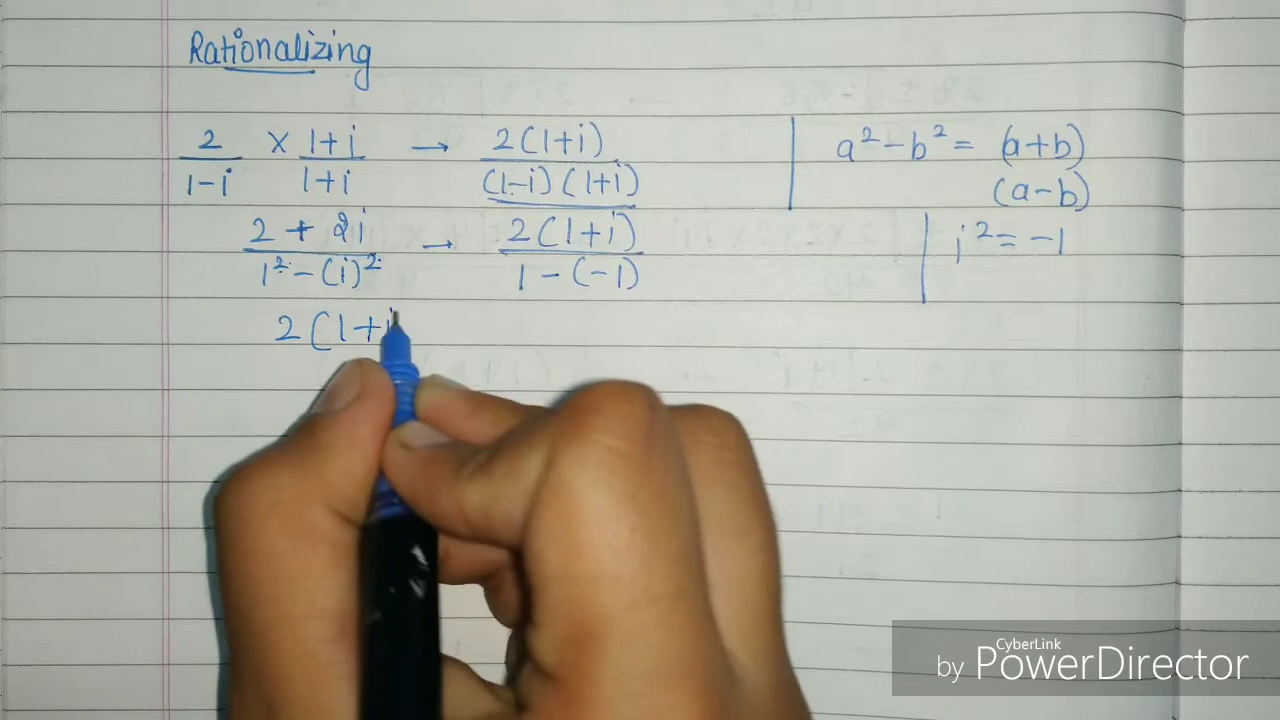 Rationalizing
2/(1-i) × (1+i)/(1+i) → 2(1+i)/((1-i)(1+i)) | a² - b² = (a+b)
(a-b)
(2 + 2i)/(1² - (i)²) → 2(1+i)/(1-(-1)) | i² = -1
2(1+i
CyberLink
by PowerDirector